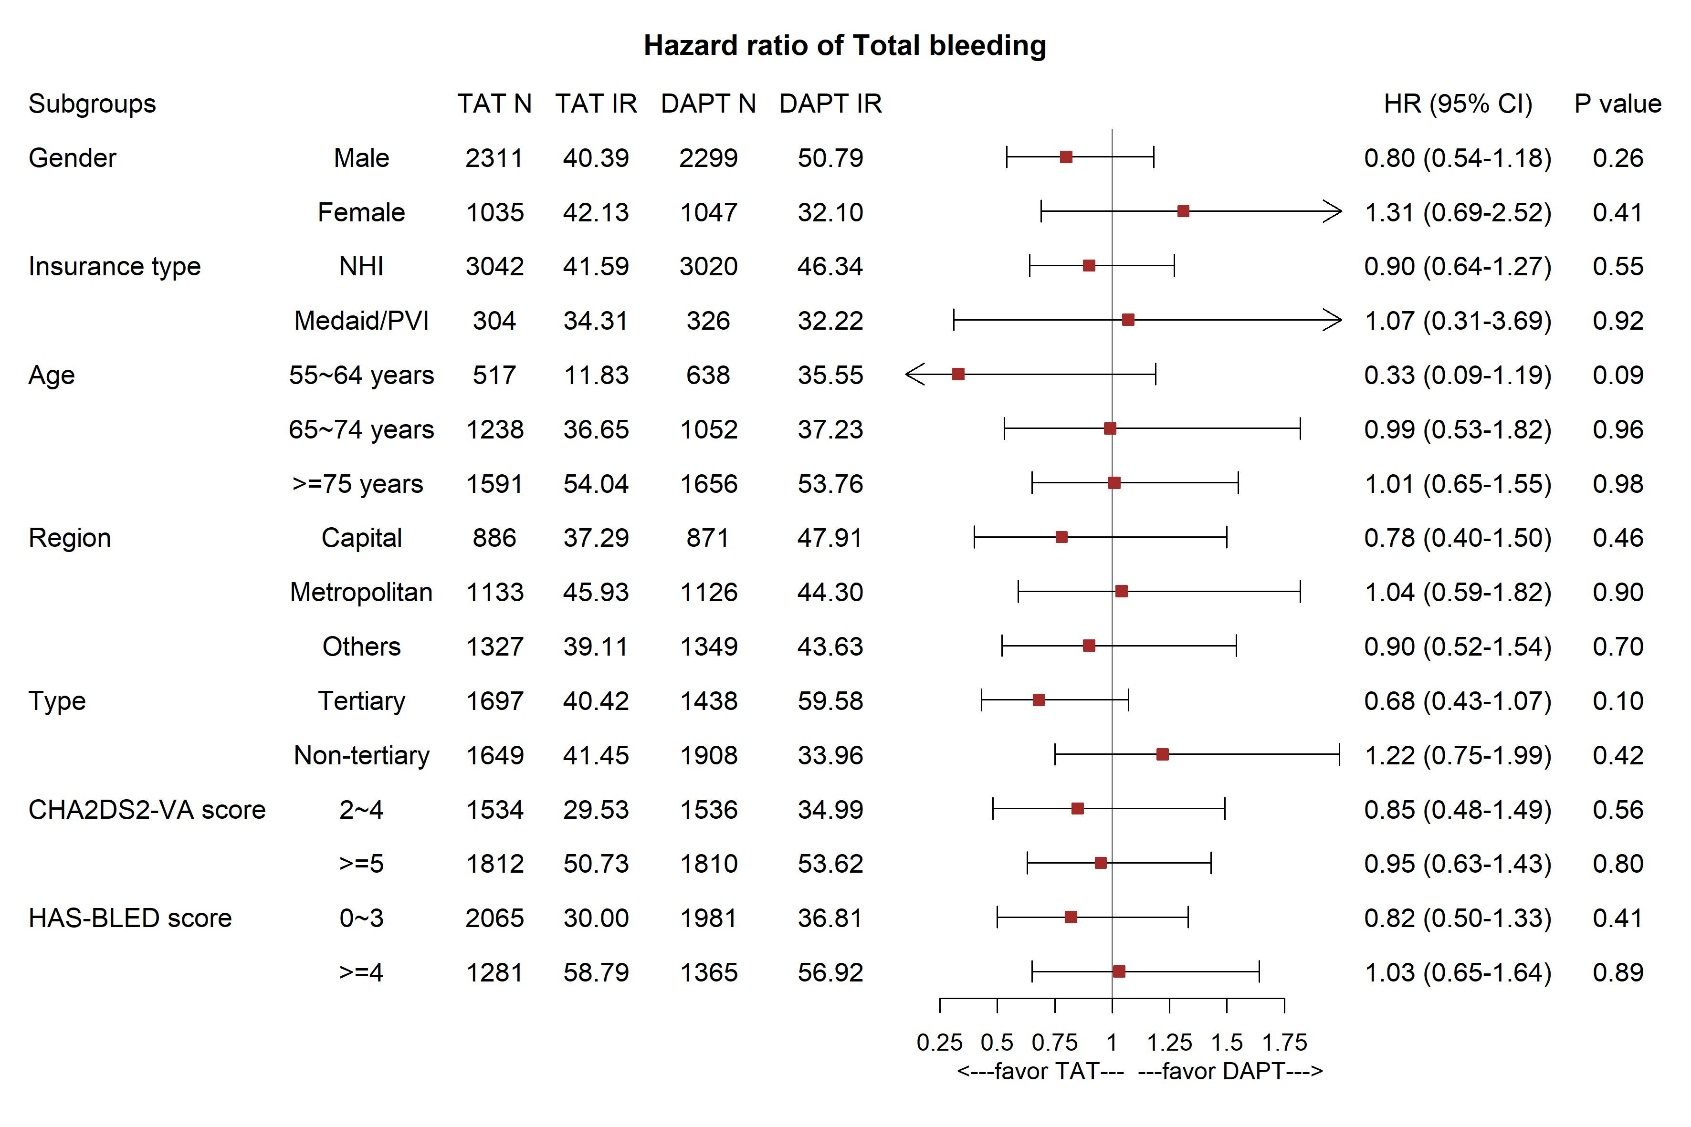 Hazard ratio of Total bleeding
Subgroups TAT N TAT IR DAPT N DAPT IR HR (95% CI) P value
Gender Male 2311 40.39 2299 50.79 0.80 (0.54-1.18) 0.26
Female 1035 42.13 1047 32.10 1.31 (0.69-2.52) 0.41
Insurance type NHI 3042 41.59 3020 46.34 0.90 (0.64-1.27) 0.55
Medaid/PVI 304 34.31 326 32.22 1.07 (0.31-3.69) 0.92
Age 55~64 years 517 11.83 638 35.55 0.33 (0.09-1.19) 0.09
65~74 years 1238 36.65 1052 37.23 0.99 (0.53-1.82) 0.96
>=75 years 1591 54.04 1656 53.76 1.01 (0.65-1.55) 0.98
Region Capital 886 37.29 871 47.91 0.78 (0.40-1.50) 0.46
Metropolitan 1133 45.93 1126 44.30 1.04 (0.59-1.82) 0.90
Others 1327 39.11 1349 43.63 0.90 (0.52-1.54) 0.70
Type Tertiary 1697 40.42 1438 59.58 0.68 (0.43-1.07) 0.10
Non-tertiary 1649 41.45 1908 33.96 1.22 (0.75-1.99) 0.42
CHA2DS2-VA score 2~4 1534 29.53 1536 34.99 0.85 (0.48-1.49) 0.56
>=5 1812 50.73 1810 53.62 0.95 (0.63-1.43) 0.80
HAS-BLED score 0~3 2065 30.00 1981 36.81 0.82 (0.50-1.33) 0.41
>=4 1281 58.79 1365 56.92 1.03 (0.65-1.64) 0.89
0.25 0.5 0.75 1 1.25 1.5 1.75
<---favor TAT--- ---favor DAPT--->